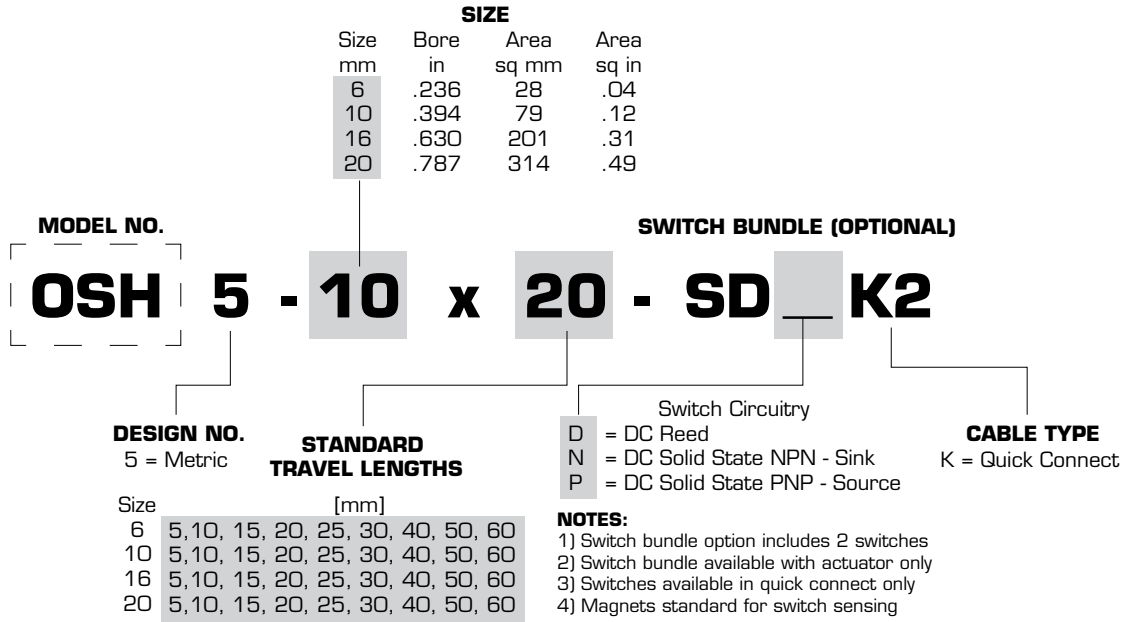 SIZE
Size Bore Area Area
mm in sq mm sq in
6 .236 28 .04
10 .394 79 .12
16 .630 201 .31
20 .787 314 .49
MODEL NO.
SWITCH BUNDLE (OPTIONAL)
OSH 5 - 10 x 20 - SD__K2
DESIGN NO.
5 = Metric
STANDARD
TRAVEL LENGTHS
Size [mm]
6 5,10, 15, 20, 25, 30, 40, 50, 60
10 5,10, 15, 20, 25, 30, 40, 50, 60
16 5,10, 15, 20, 25, 30, 40, 50, 60
20 5,10, 15, 20, 25, 30, 40, 50, 60
Switch Circuitry
D = DC Reed
N = DC Solid State NPN - Sink
P = DC Solid State PNP - Source
CABLE TYPE
K = Quick Connect
NOTES:
1) Switch bundle option includes 2 switches
2) Switch bundle available with actuator only
3) Switches available in quick connect only
4) Magnets standard for switch sensing